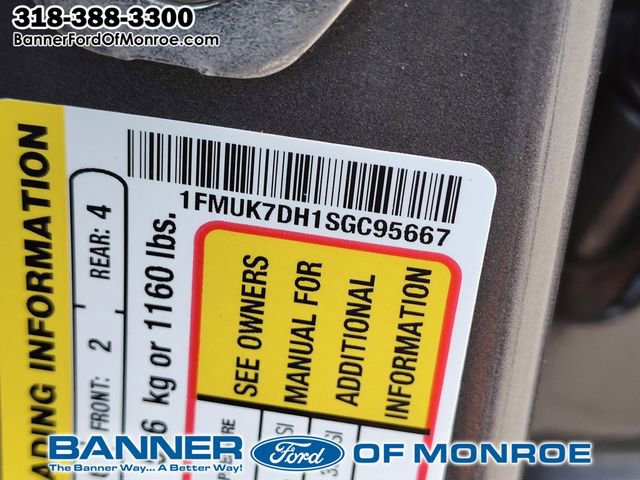 318-388-3300
BannerFordOfMonroe.com
1FMUK7DH1SGC95667
ADING INFORMATION
FRONT: 2 REAR: 4
6 kg or 1160 lbs.
SEE OWNERS
MANUAL FOR
ADDITIONAL
INFORMATION
BANNER Ford OF MONROE
The Banner Way... A Better Way!